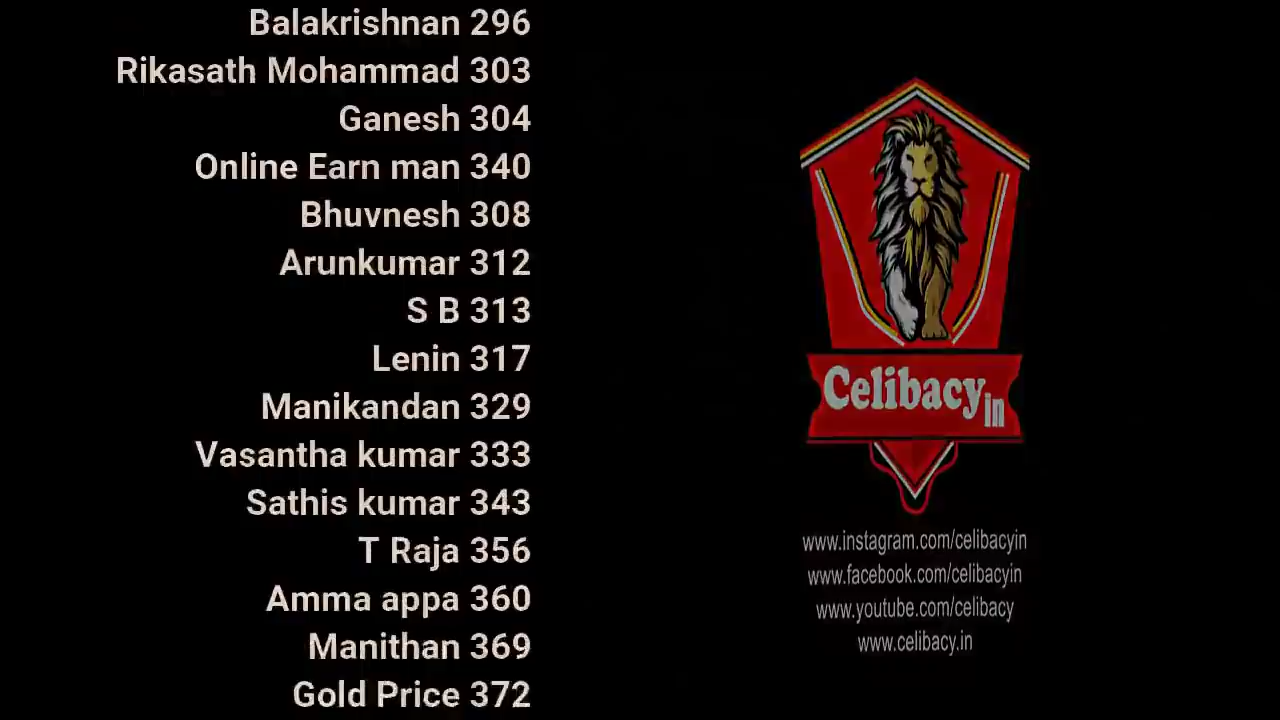 Balakrishnan 296
Rikasath Mohammad 303
Ganesh 304
Online Earn man 340
Bhuvnesh 308
Arunkumar 312
S B 313
Lenin 317
Manikandan 329
Vasantha kumar 333
Sathis kumar 343
T Raja 356
Amma appa 360
Manithan 369
Gold Price 372
Celibacy in
www.instagram.com/celibacyin
www.facebook.com/celibacyin
www.youtube.com/celibacy
www.celibacy.in